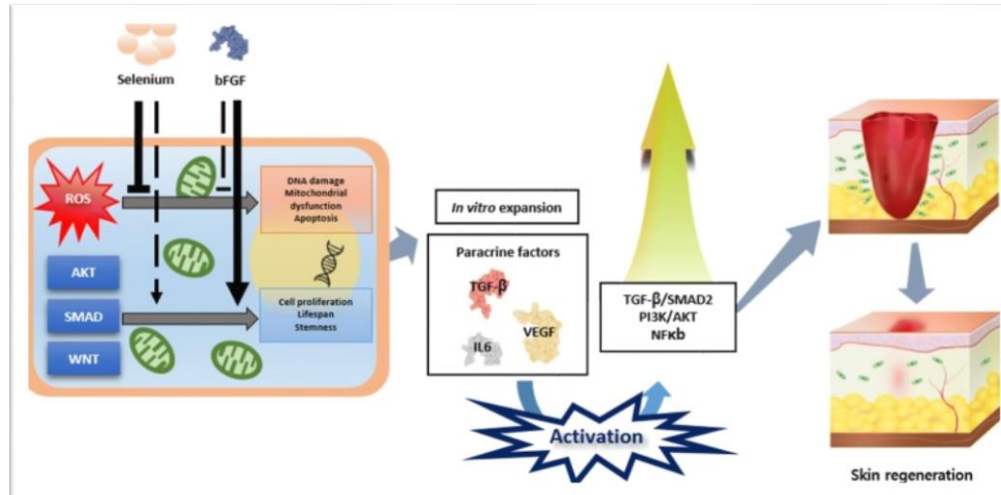 Selenium
bFGF
ROS
DNA damage
Mitochondrial
dysfunction
Apoptosis
AKT
SMAD
WNT
Cell proliferation
Lifespan
Stemness
In vitro expansion
Paracrine factors
TGF-β
VEGF
IL6
Activation
TGF-β/SMAD2
PI3K/AKT
NFκb
Skin regeneration